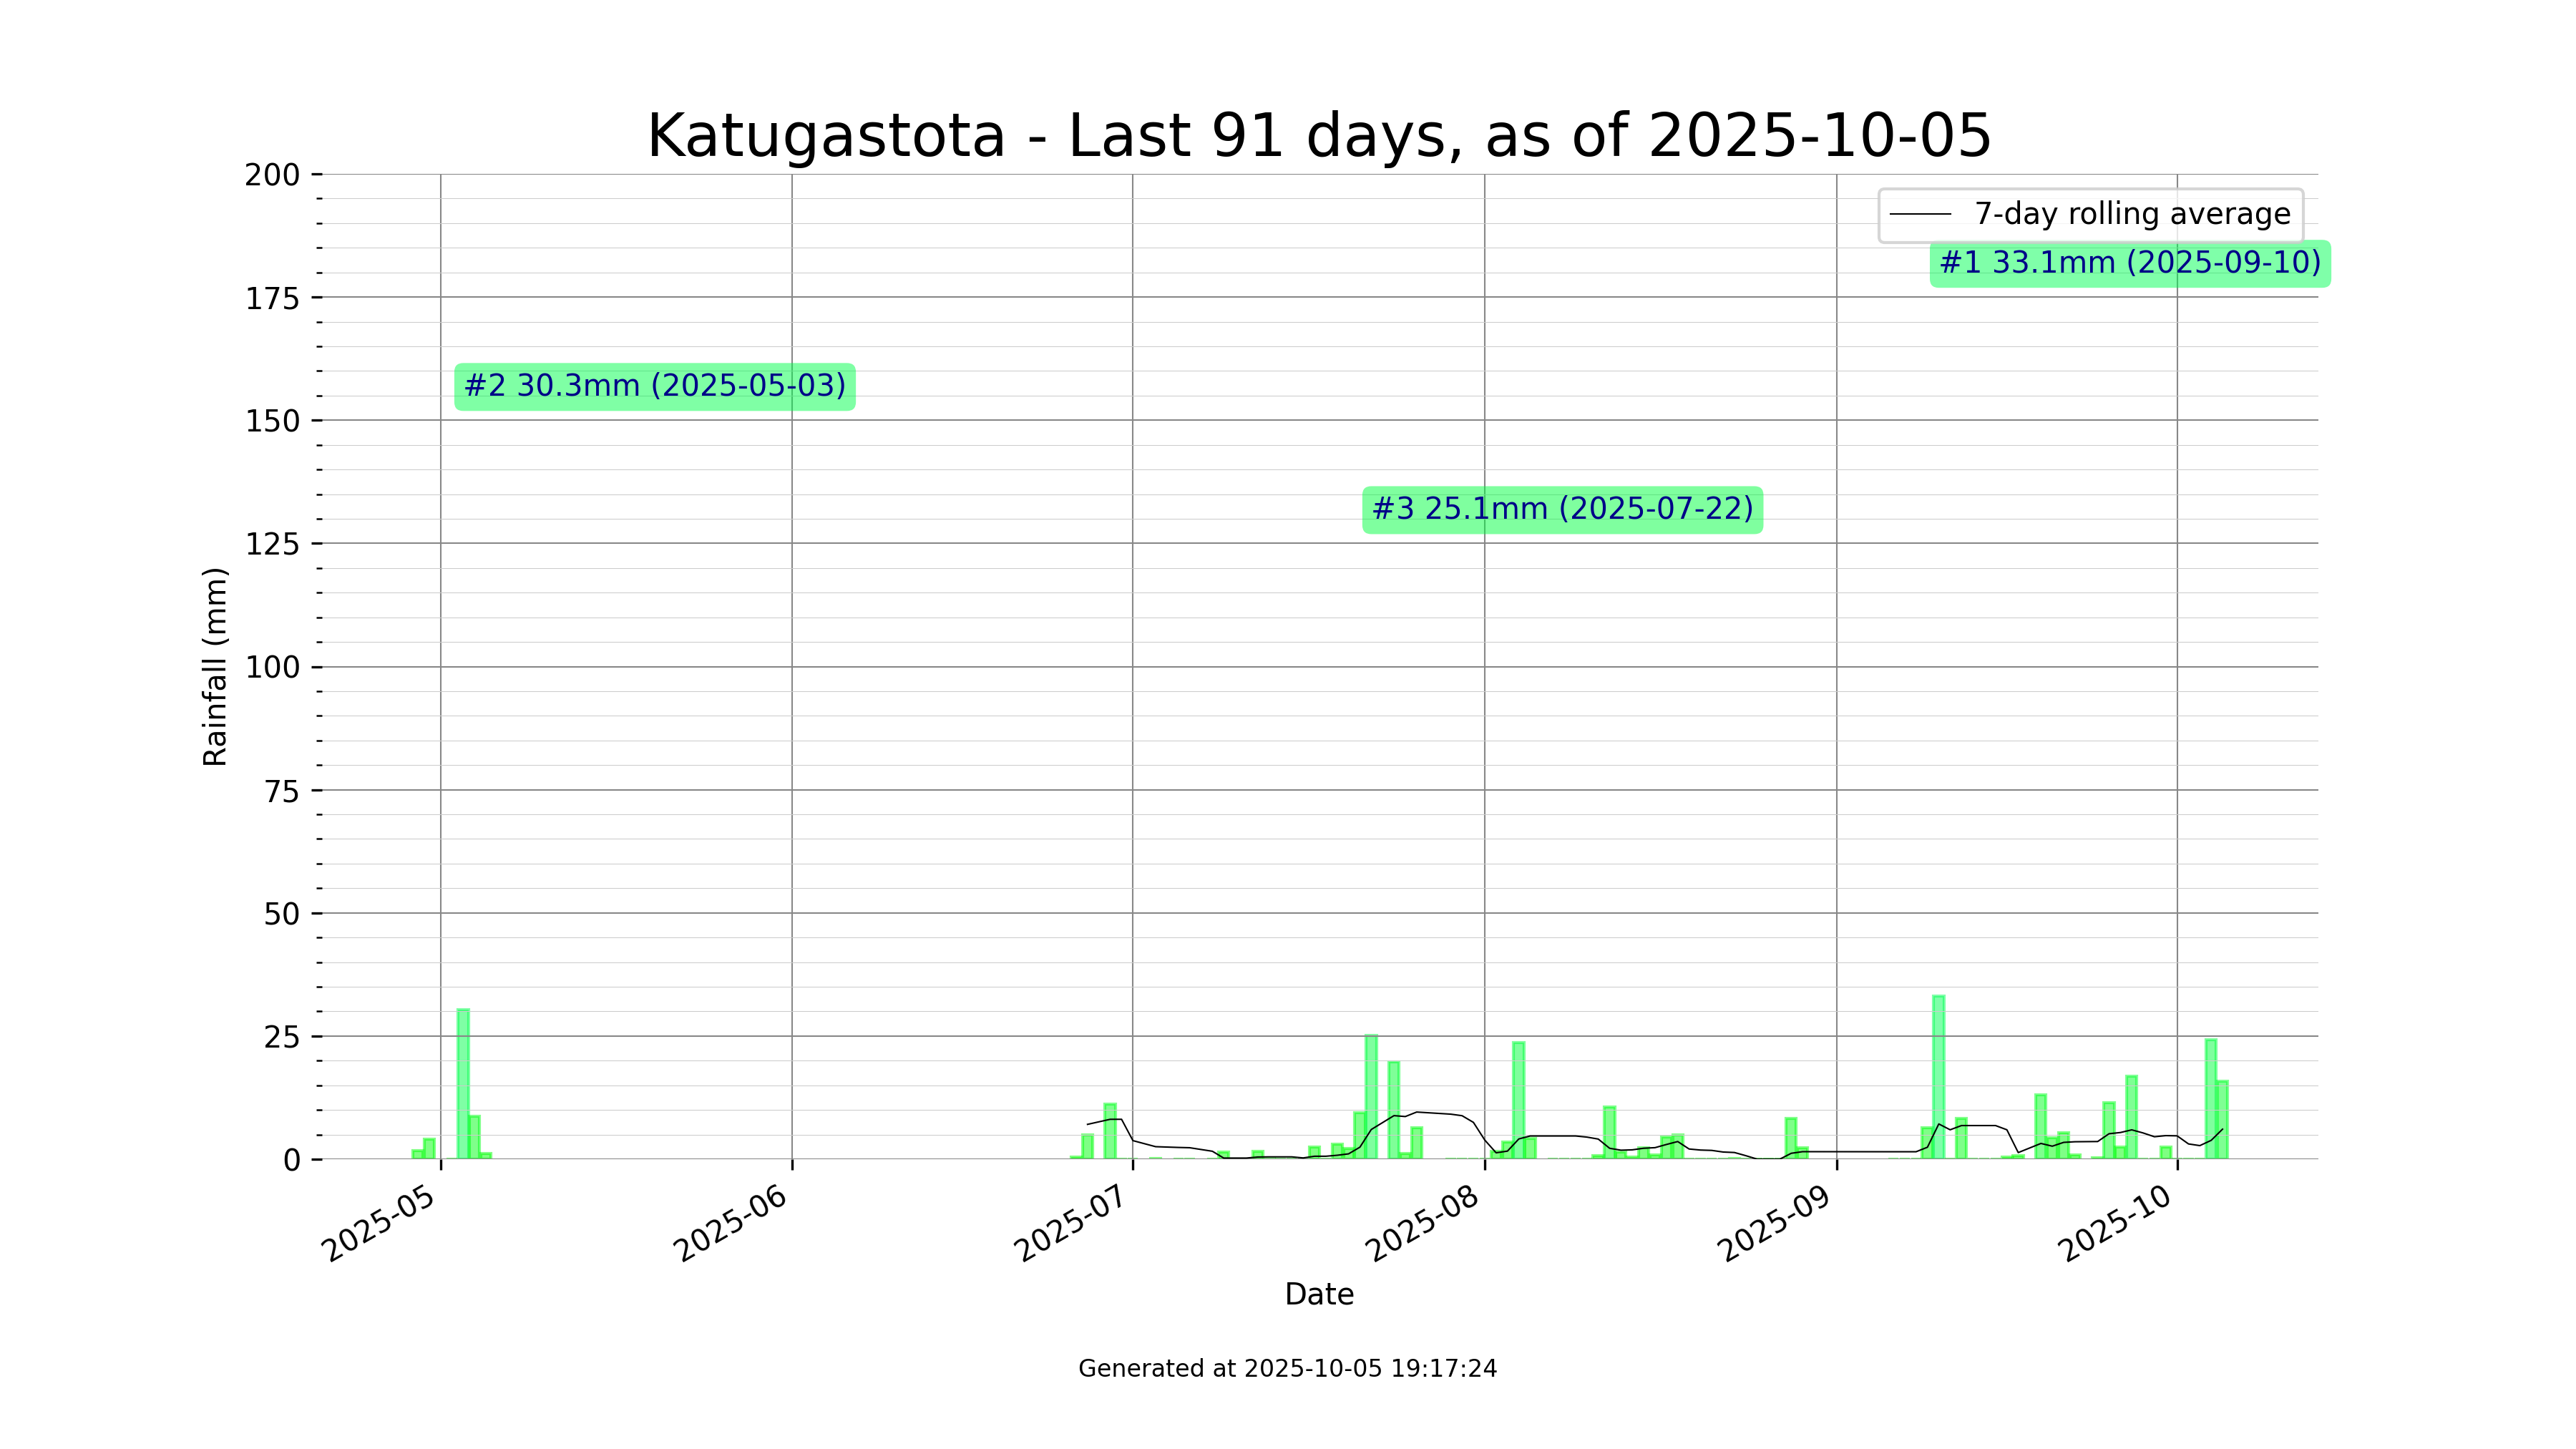 Katugastota - Last 91 days, as of 2025-10-05
200
175
150
125
100
75
50
25
0
Rainfall (mm)
7-day rolling average
#1 33.1mm (2025-09-10)
#2 30.3mm (2025-05-03)
#3 25.1mm (2025-07-22)
2025-05
2025-06
2025-07
2025-08
2025-09
2025-10
Date
Generated at 2025-10-05 19:17:24